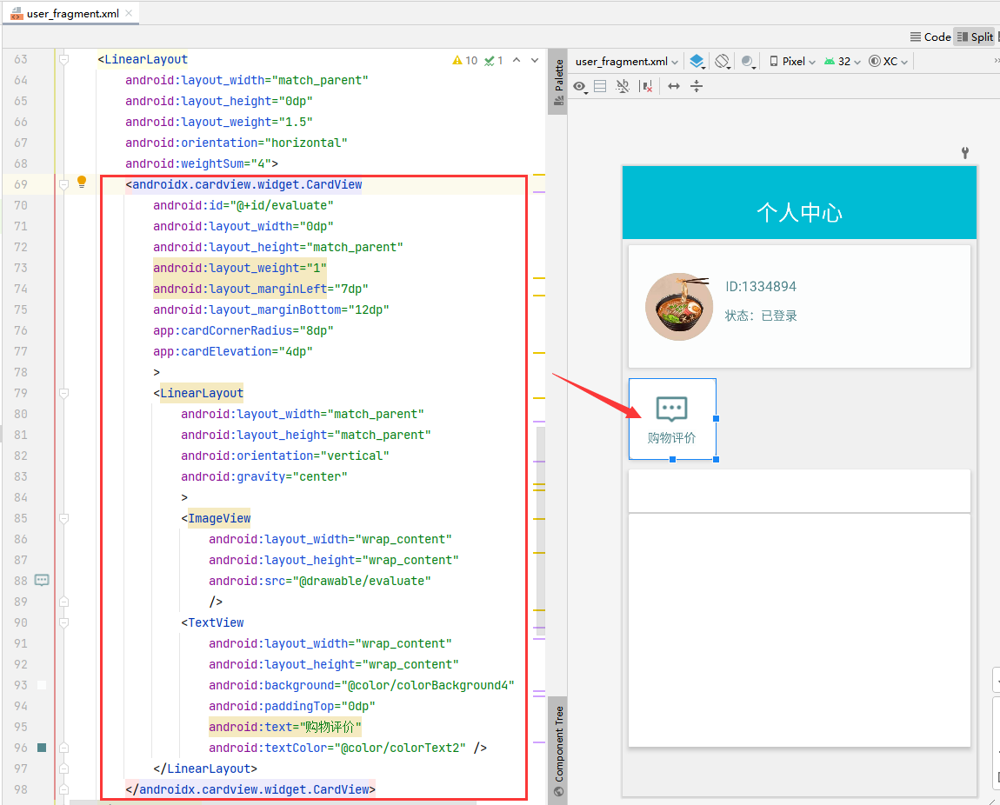 user_fragment.xml
Code
Split
63 <LinearLayout
10 1
64 android:layout_width="match_parent"
65 android:layout_height="0dp"
66 android:layout_weight="1.5"
67 android:orientation="horizontal"
68 android:weightSum="4">
69 <androidx.cardview.widget.CardView
70 android:id="@+id/evaluate"
71 android:layout_width="0dp"
72 android:layout_height="match_parent"
73 android:layout_weight="1"
74 android:layout_marginLeft="7dp"
75 android:layout_marginBottom="12dp"
76 app:cardCornerRadius="8dp"
77 app:cardElevation="4dp"
78 >
79 <LinearLayout
80 android:layout_width="match_parent"
81 android:layout_height="match_parent"
82 android:orientation="vertical"
83 android:gravity="center"
84 >
85 <ImageView
86 android:layout_width="wrap_content"
87 android:layout_height="wrap_content"
88 android:src="@drawable/evaluate"
89 />
90 <TextView
91 android:layout_width="wrap_content"
92 android:layout_height="wrap_content"
93 android:background="@color/colorBackground4"
94 android:paddingTop="0dp"
95 android:text="购物评价"
96 android:textColor="@color/colorText2" />
97 </LinearLayout>
98 </androidx.cardview.widget.CardView>
Palette
Component Tree
user_fragment.xml
Pixel
32
XC
个人中心
ID:1334894
状态：已登录
购物评价